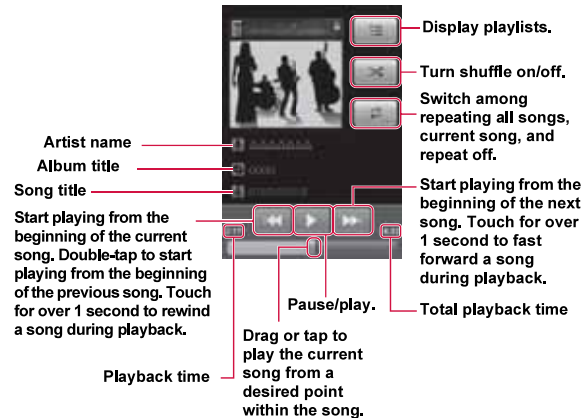 Display playlists.
Turn shuffle on/off.
Switch among
repeating all songs,
current song, and
repeat off.
Artist name
Album title
Song title
Start playing from the
beginning of the current
song. Double-tap to start
playing from the beginning
of the previous song. Touch
for over 1 second to rewind
a song during playback.
Start playing from the
beginning of the next
song. Touch for over
1 second to fast
forward a song
during playback.
Pause/play.
Total playback time
Playback time
Drag or tap to
play the current
song from a
desired point
within the song.